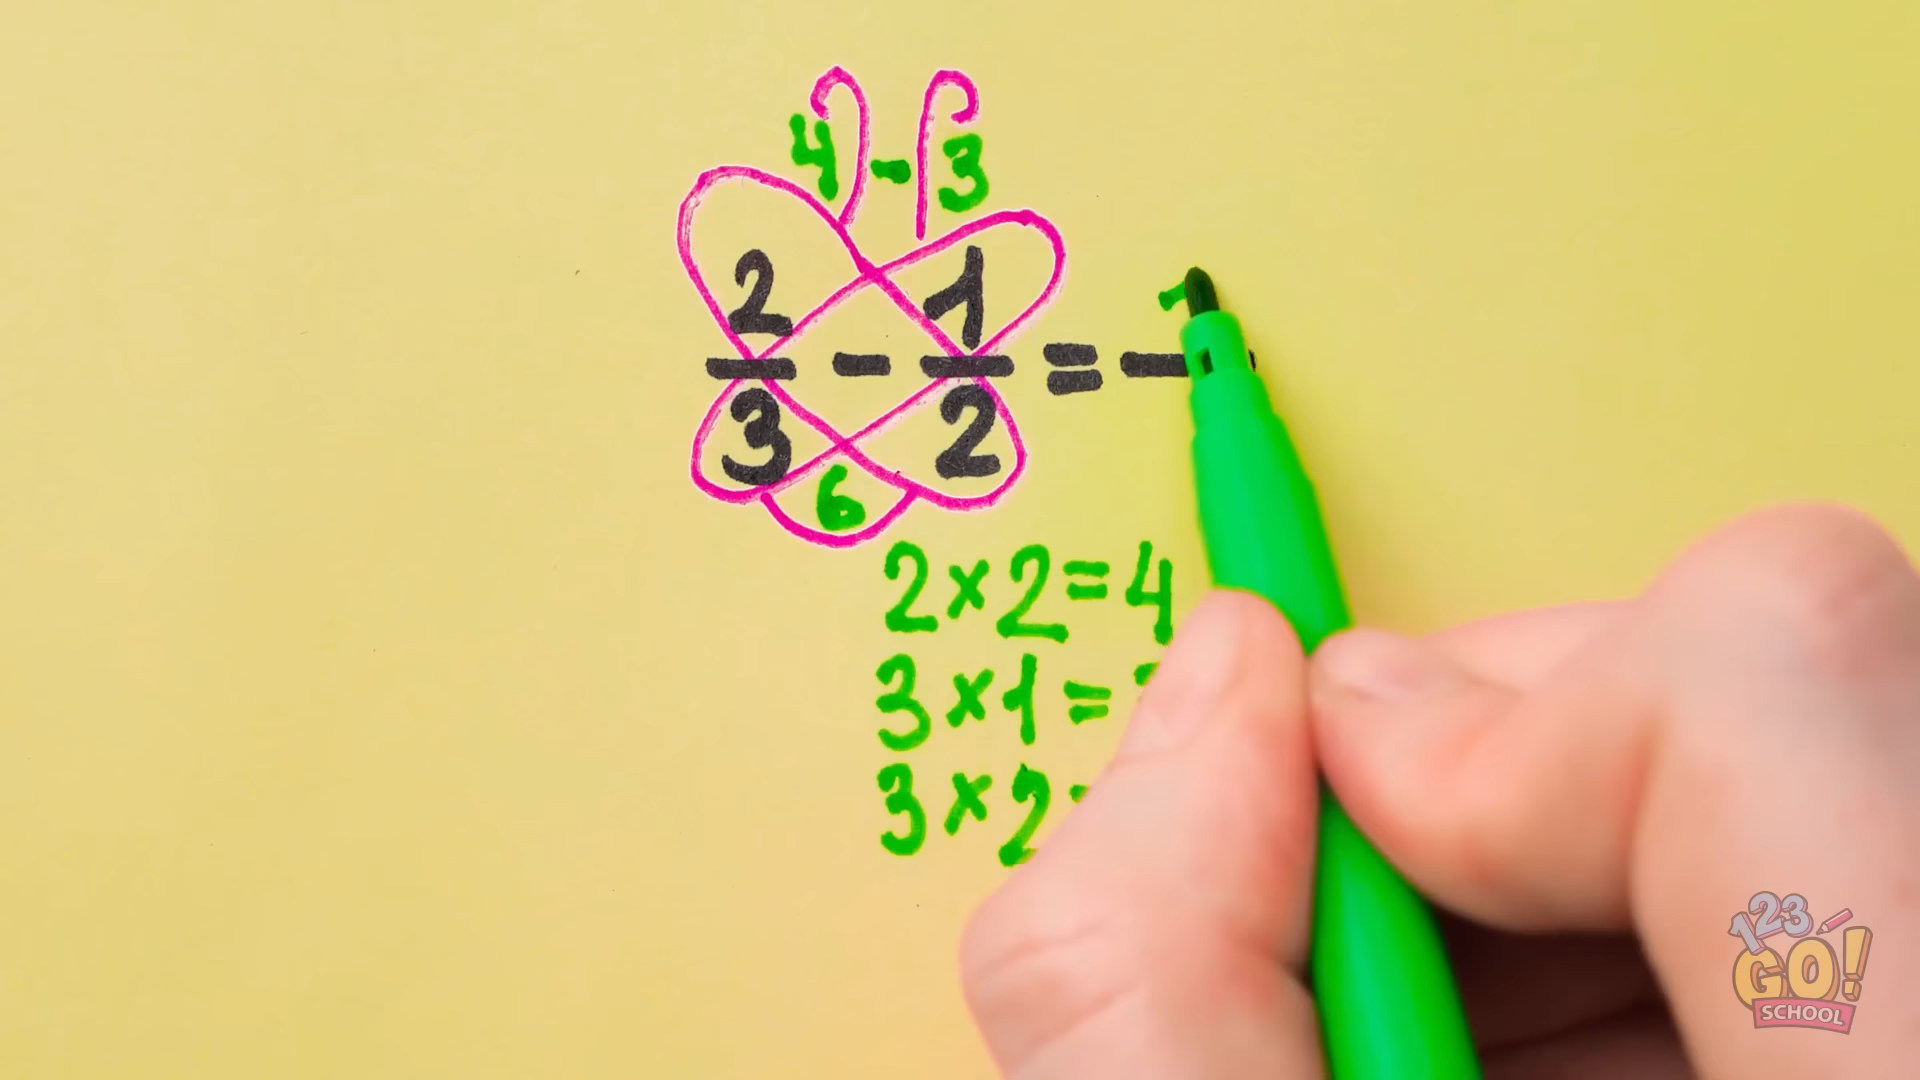 4 - 3
2/3 - 1/2 =
6
2×2=4
3×1=
3×2
123
GO!
SCHOOL